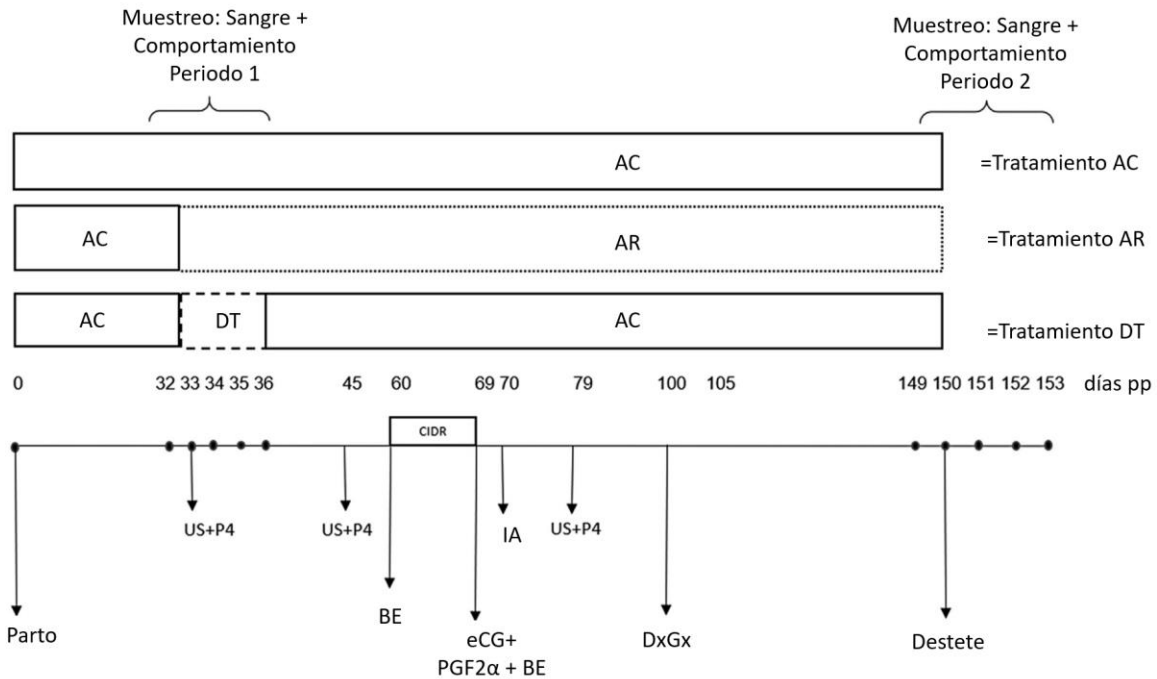 Muestreo: Sangre +
Comportamiento
Periodo 1
Muestreo: Sangre +
Comportamiento
Periodo 2
AC =Tratamiento AC
AC AR =Tratamiento AR
AC DT AC =Tratamiento DT
0 32 33 34 35 36 45 60 69 70 79 100 105 149 150 151 152 153 días pp
CIDR
US+P4 US+P4 IA US+P4
BE
Parto eCG+ DxGx Destete
PGF2α + BE